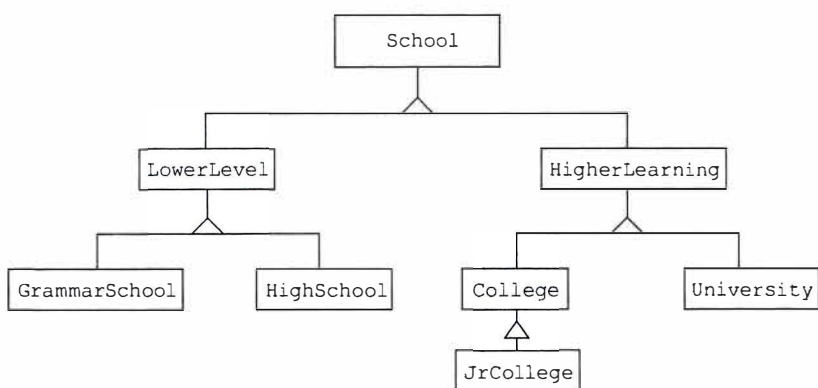 School
LowerLevel
HigherLearning
GrammarSchool
HighSchool
College
University
JrCollege